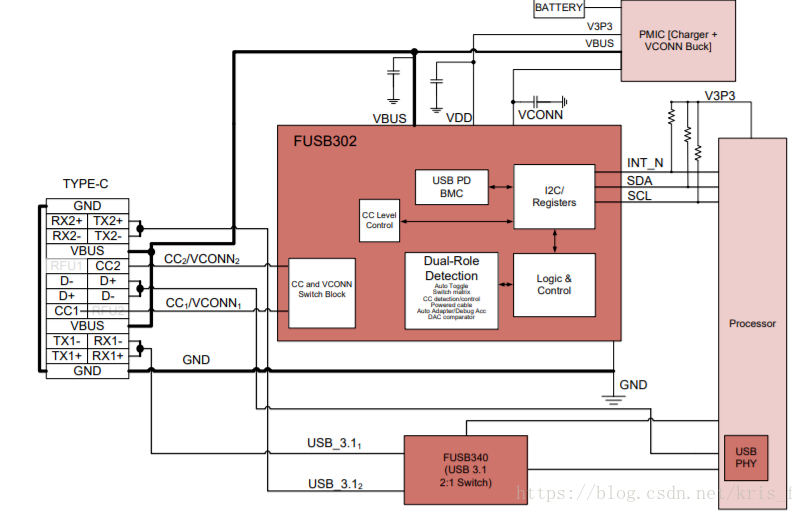 BATTERY
V3P3
VBUS
PMIC [Charger +
VCONN Buck]
VBUS
VDD
VCONN
V3P3
FUSB302
INT_N
SDA
SCL
USB PD
BMC
I2C/
Registers
CC Level
Control
TYPE-C
GND
RX2+ TX2+
RX2- TX2-
VBUS
RFU1 CC2
D- D+
D+ D-
CC1 RFU2
VBUS
TX1- RX1-
TX1+ RX1+
GND
CC2/VCONN2
CC1/VCONN1
GND
CC and VCONN
Switch Block
Dual-Role
Detection
Auto Toggle
Switch matrix
CC detection/control
Powered cable
Auto Adapter/Debug Acc
DAC comparator
Logic &
Control
Processor
GND
USB_3.11
USB_3.12
FUSB340
(USB 3.1
2:1 Switch)
USB
PHY
https://blog.csdn.net/kris_f